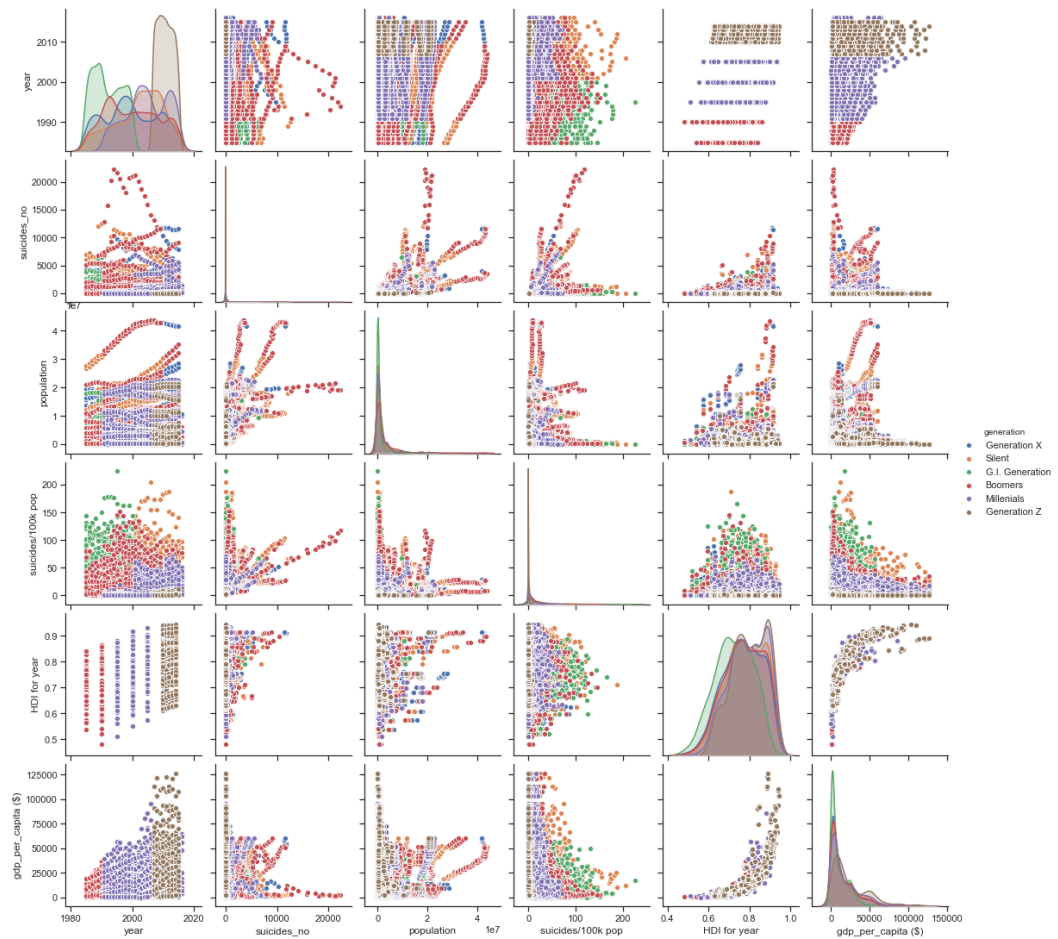 2010
2000
1990
year
20000
15000
10000
5000
0
suicides_no
1e7
4
3
2
1
0
population
200
150
100
50
0
suicides/100k pop
0.9
0.8
0.7
0.6
0.5
HDI for year
125000
100000
75000
50000
25000
0
gdp_per_capita ($)
1980 2000 2020
year
0 10000 20000
suicides_no
0 2 4
1e7
population
0 100 200
suicides/100k pop
0.4 0.6 0.8 1.0
HDI for year
0 50000 100000 150000
gdp_per_capita ($)
generation
Generation X
Silent
G.I. Generation
Boomers
Millenials
Generation Z